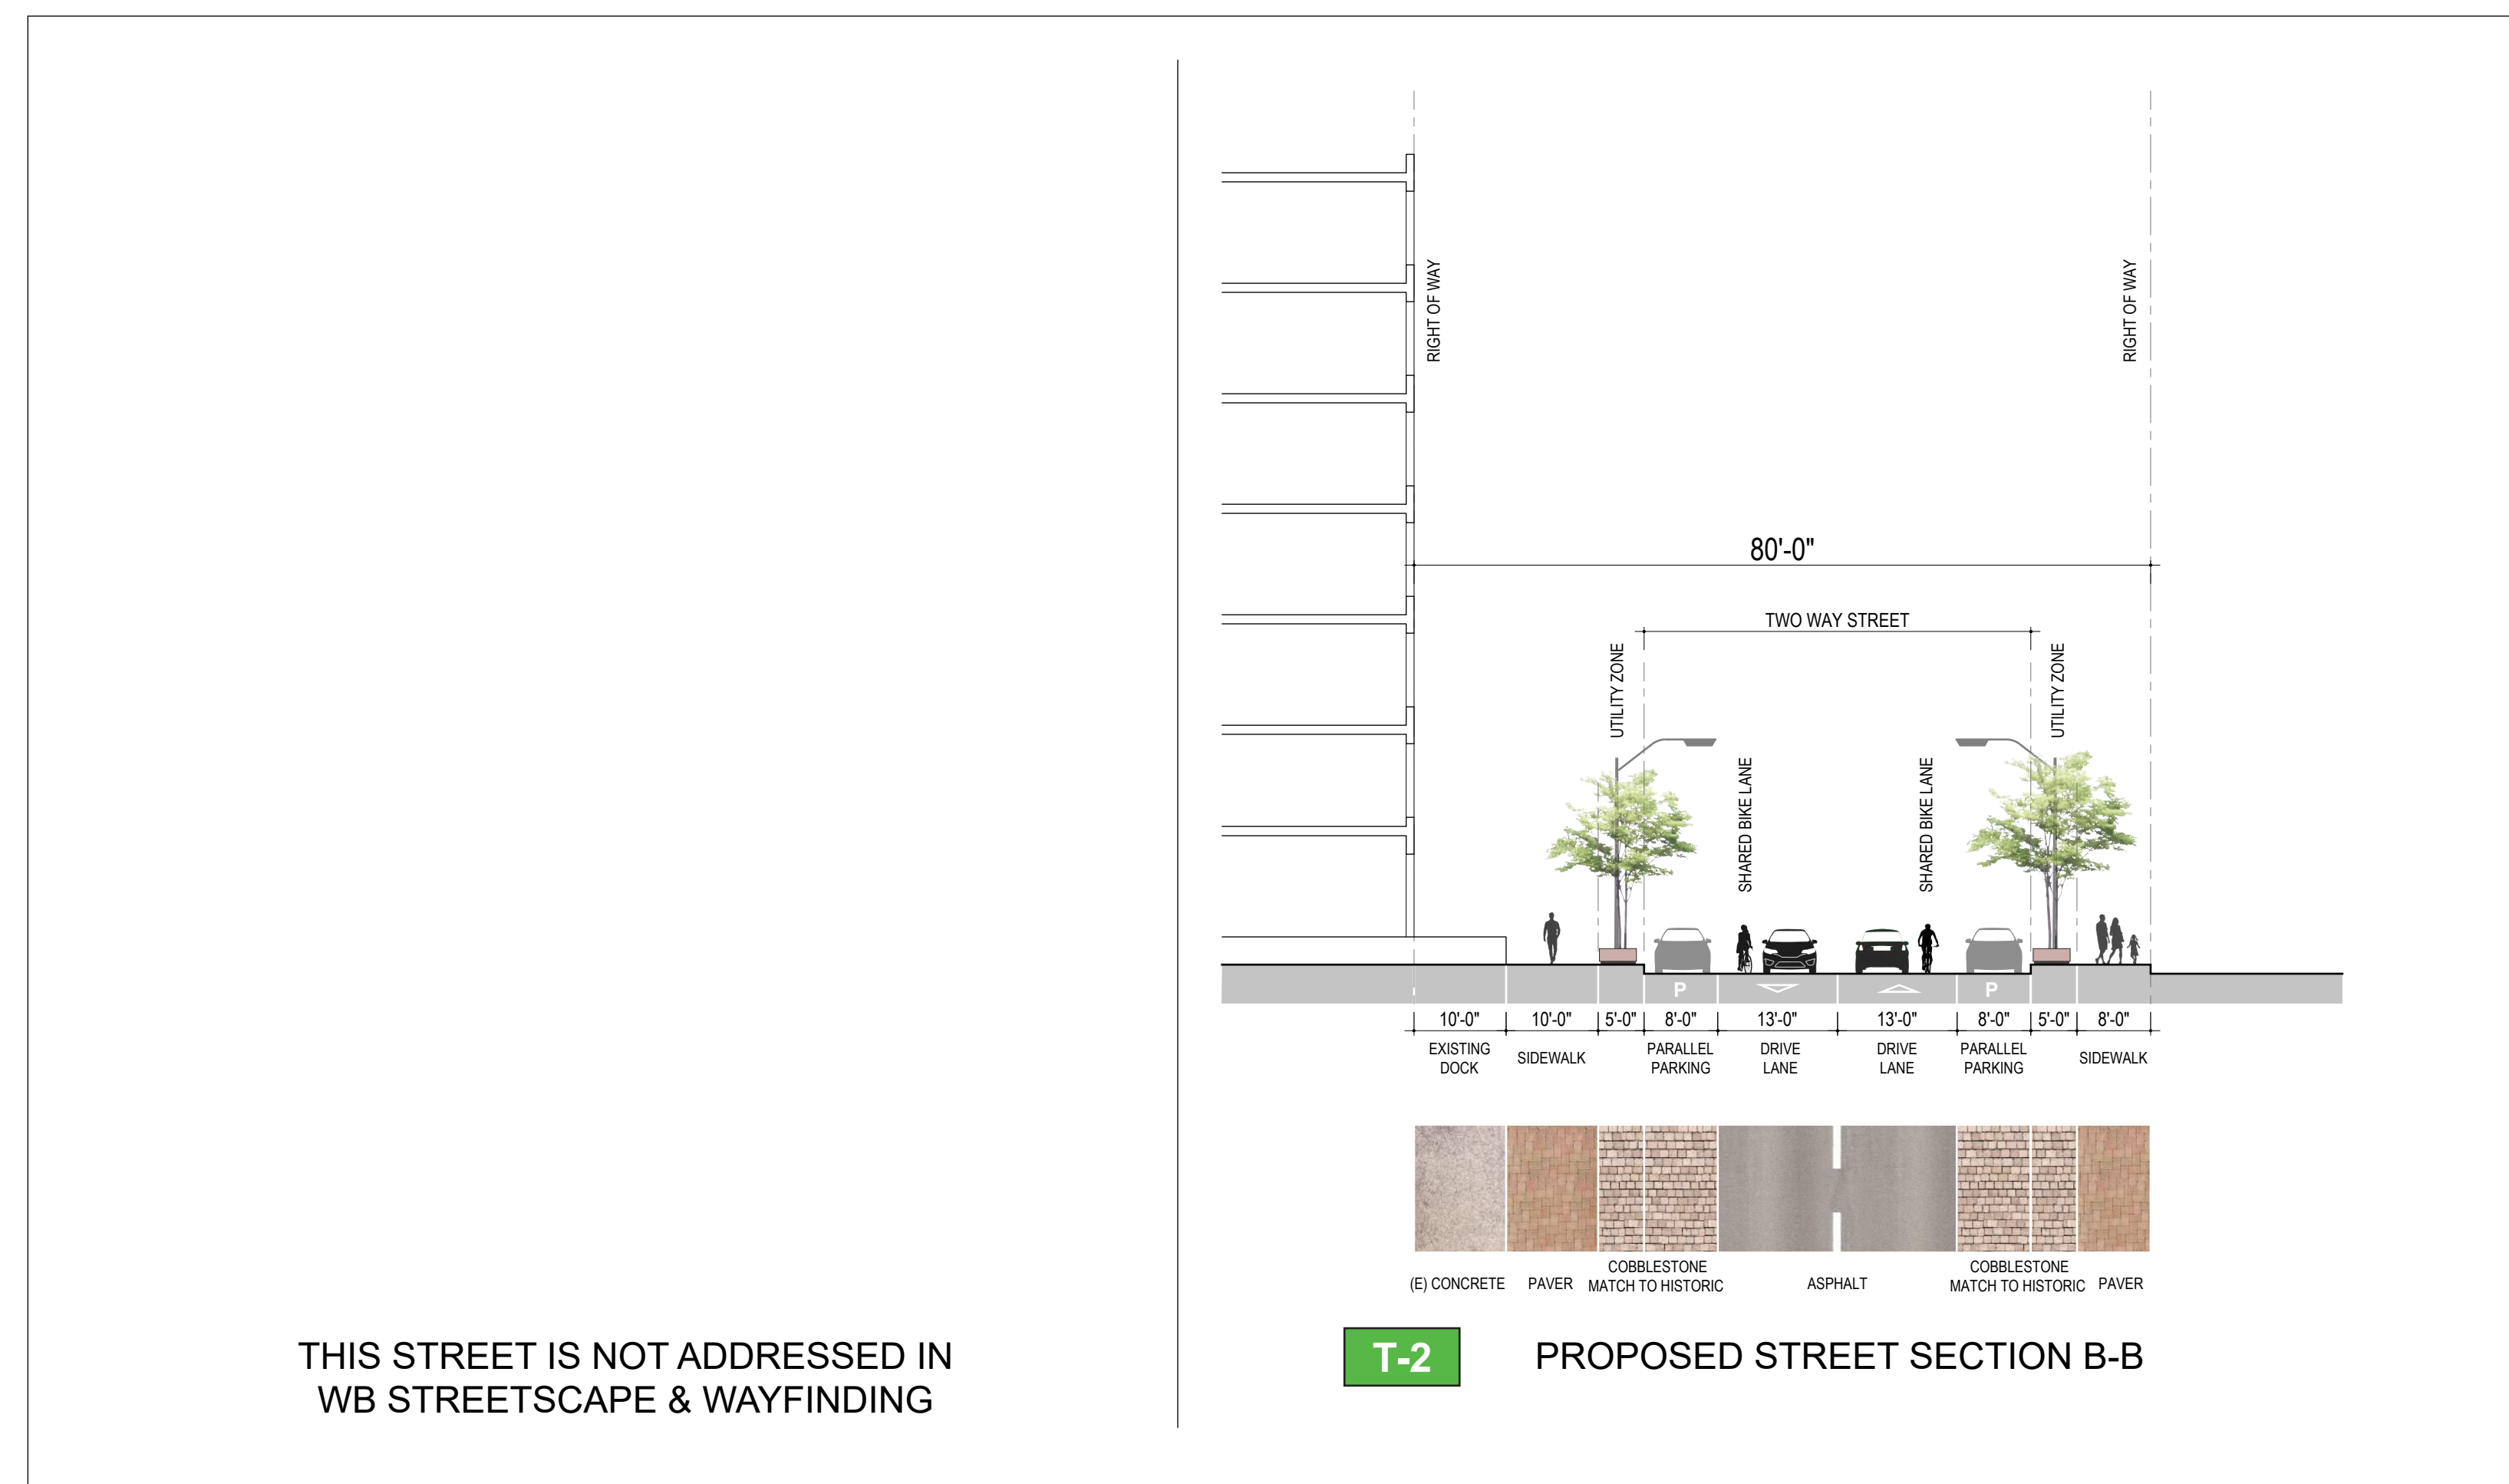 RIGHT OF WAY
RIGHT OF WAY
80'-0"
TWO WAY STREET
UTILITY ZONE
UTILITY ZONE
SHARED BIKE LANE
SHARED BIKE LANE
P
P
10'-0" 10'-0" 5'-0" 8'-0" 13'-0" 13'-0" 8'-0" 5'-0" 8'-0"
EXISTING
DOCK
SIDEWALK
PARALLEL
PARKING
DRIVE
LANE
DRIVE
LANE
PARALLEL
PARKING
SIDEWALK
(E) CONCRETE
PAVER
COBBLESTONE
MATCH TO HISTORIC
ASPHALT
COBBLESTONE
MATCH TO HISTORIC
PAVER
THIS STREET IS NOT ADDRESSED IN
WB STREETSCAPE & WAYFINDING
T-2
PROPOSED STREET SECTION B-B